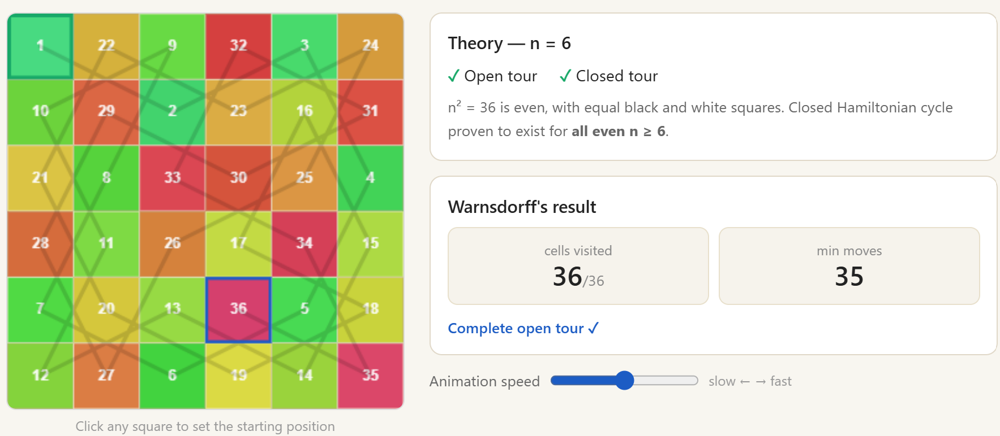 1 22 9 32 3 24
10 29 2 23 16 31
21 8 33 30 25 4
28 11 26 17 34 15
7 20 13 36 5 18
12 27 6 19 14 35
Click any square to set the starting position
Theory — n = 6
✓ Open tour ✓ Closed tour
n² = 36 is even, with equal black and white squares. Closed Hamiltonian cycle
proven to exist for all even n ≥ 6.
Warnsdorff's result
cells visited min moves
36/36 35
Complete open tour ✓
Animation speed slow ← → fast